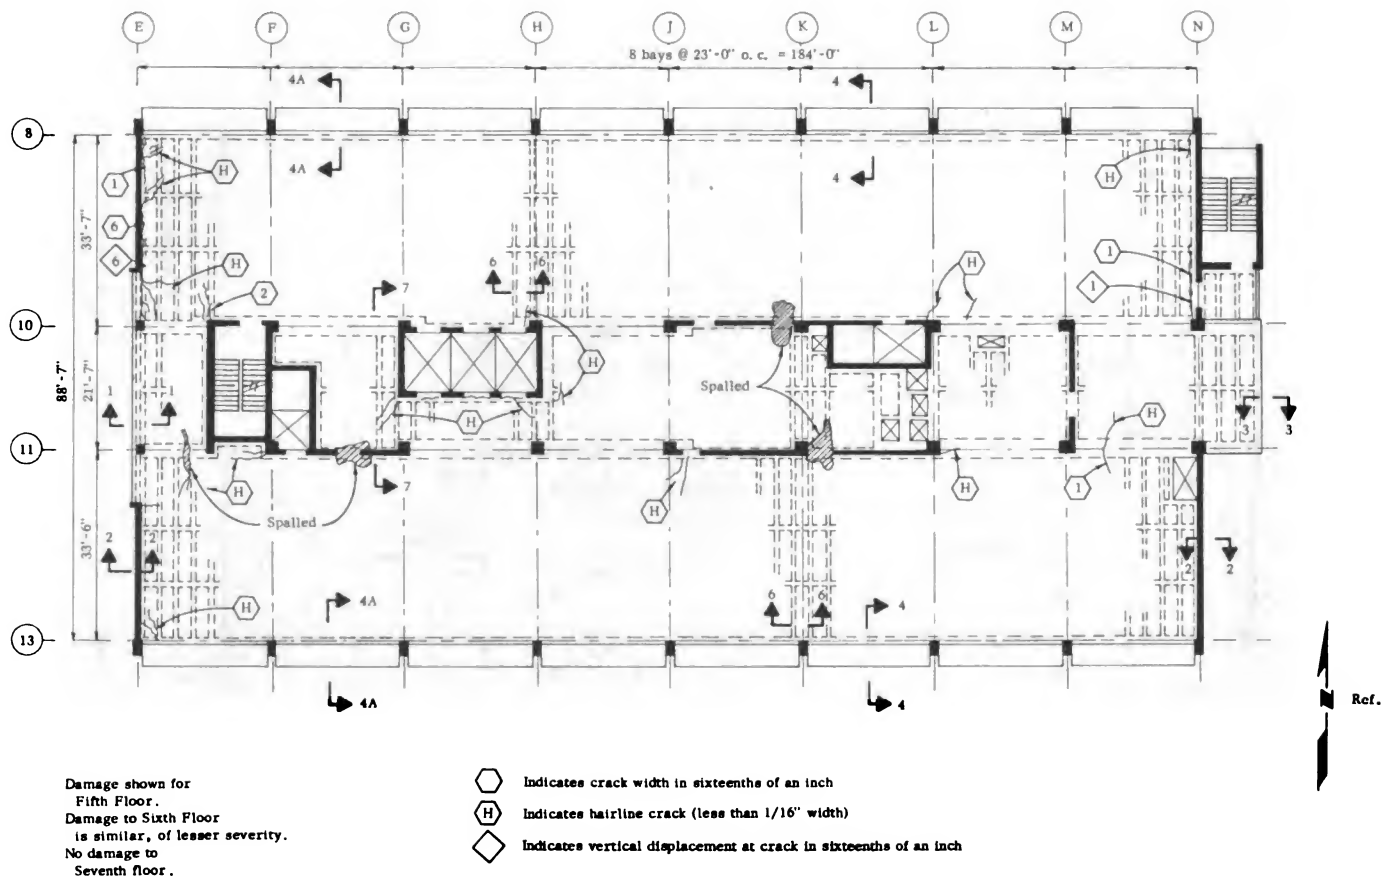 E F G H J K L M N
8 bays @ 23'-0" o.c. = 184'-0"
4A 4
8
4A 4
H H
1
33'-7"
6
6
H
2
7
6 6
H
1
1
10
88'-7"
21'-7"
1 1
H
Spalled
H
H
3 3
11
H
7
H
H
1
Spalled
33'-6"
2 2
2 2
H
4A
6 6
4
13
4A
4
Ref.
N
Damage shown for
Fifth Floor.
Damage to Sixth Floor
is similar, of lesser severity.
No damage to
Seventh floor.
Indicates crack width in sixteenths of an inch
H Indicates hairline crack (less than 1/16" width)
Indicates vertical displacement at crack in sixteenths of an inch